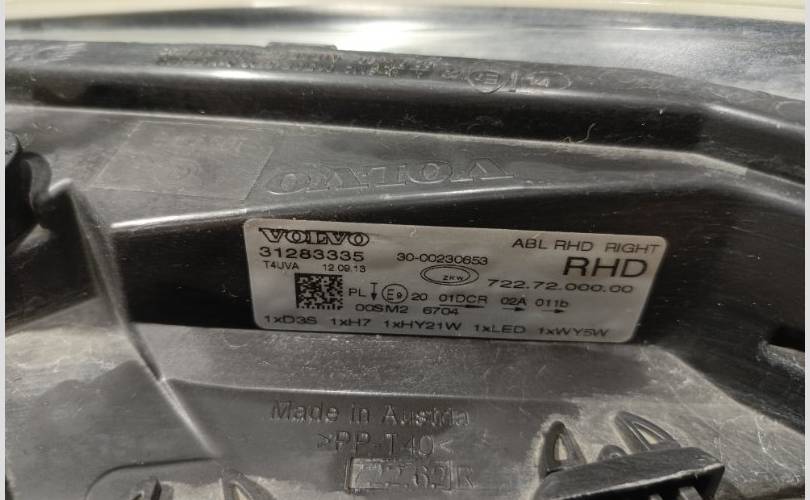 VOLVO
VOLVO
31283335 30-00230653 ABL RHD RIGHT
T4UVA 12.09.13 ZKW RHD
722.72.000.00
PL E9 20 01DCR 02A 011b
00SM2 6704
1xD3S 1xH7 1xHY21W 1xLED 1xWY5W
Made in Austria
>PP-T40<